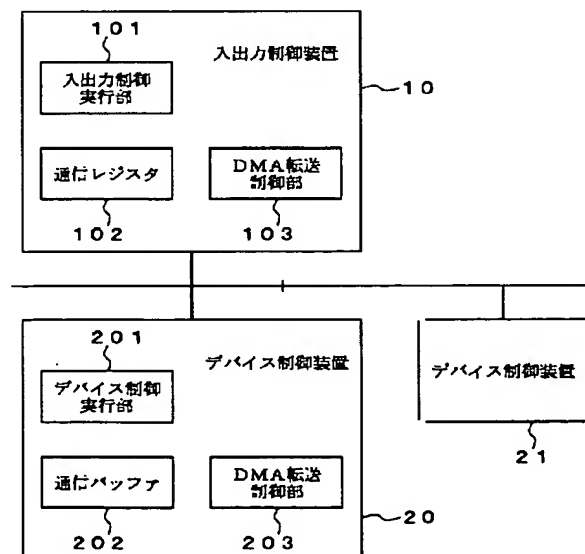 101
入出力制御装置
入出力制御
実行部
10
通信レジスタ
DMA転送
制御部
102
103
201
デバイス制御装置
デバイス制御
実行部
デバイス制御装置
21
通信バッファ
DMA転送
制御部
20
202
203